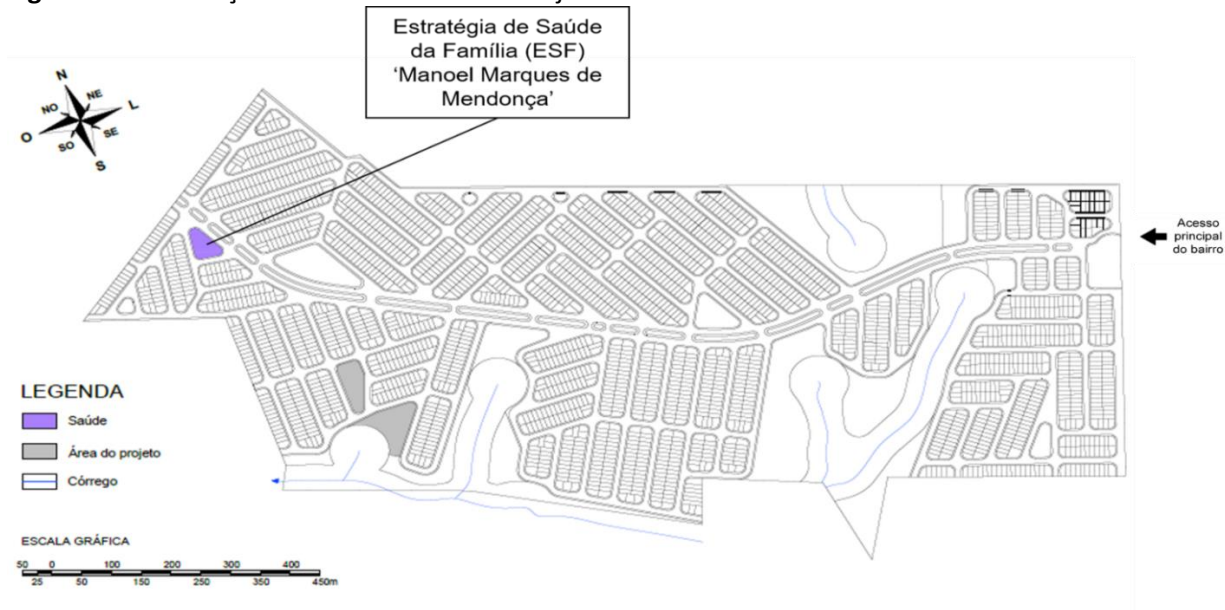 Estratégia de Saúde
da Família (ESF)
‘Manoel Marques de
Mendonça’
N
NE
L
SE
S
SO
O
NO
Acesso
principal
do bairro
LEGENDA
Saúde
Área do projeto
Córrego
ESCALA GRÁFICA
50 0 100 200 300 400
25 50 150 250 350 450m